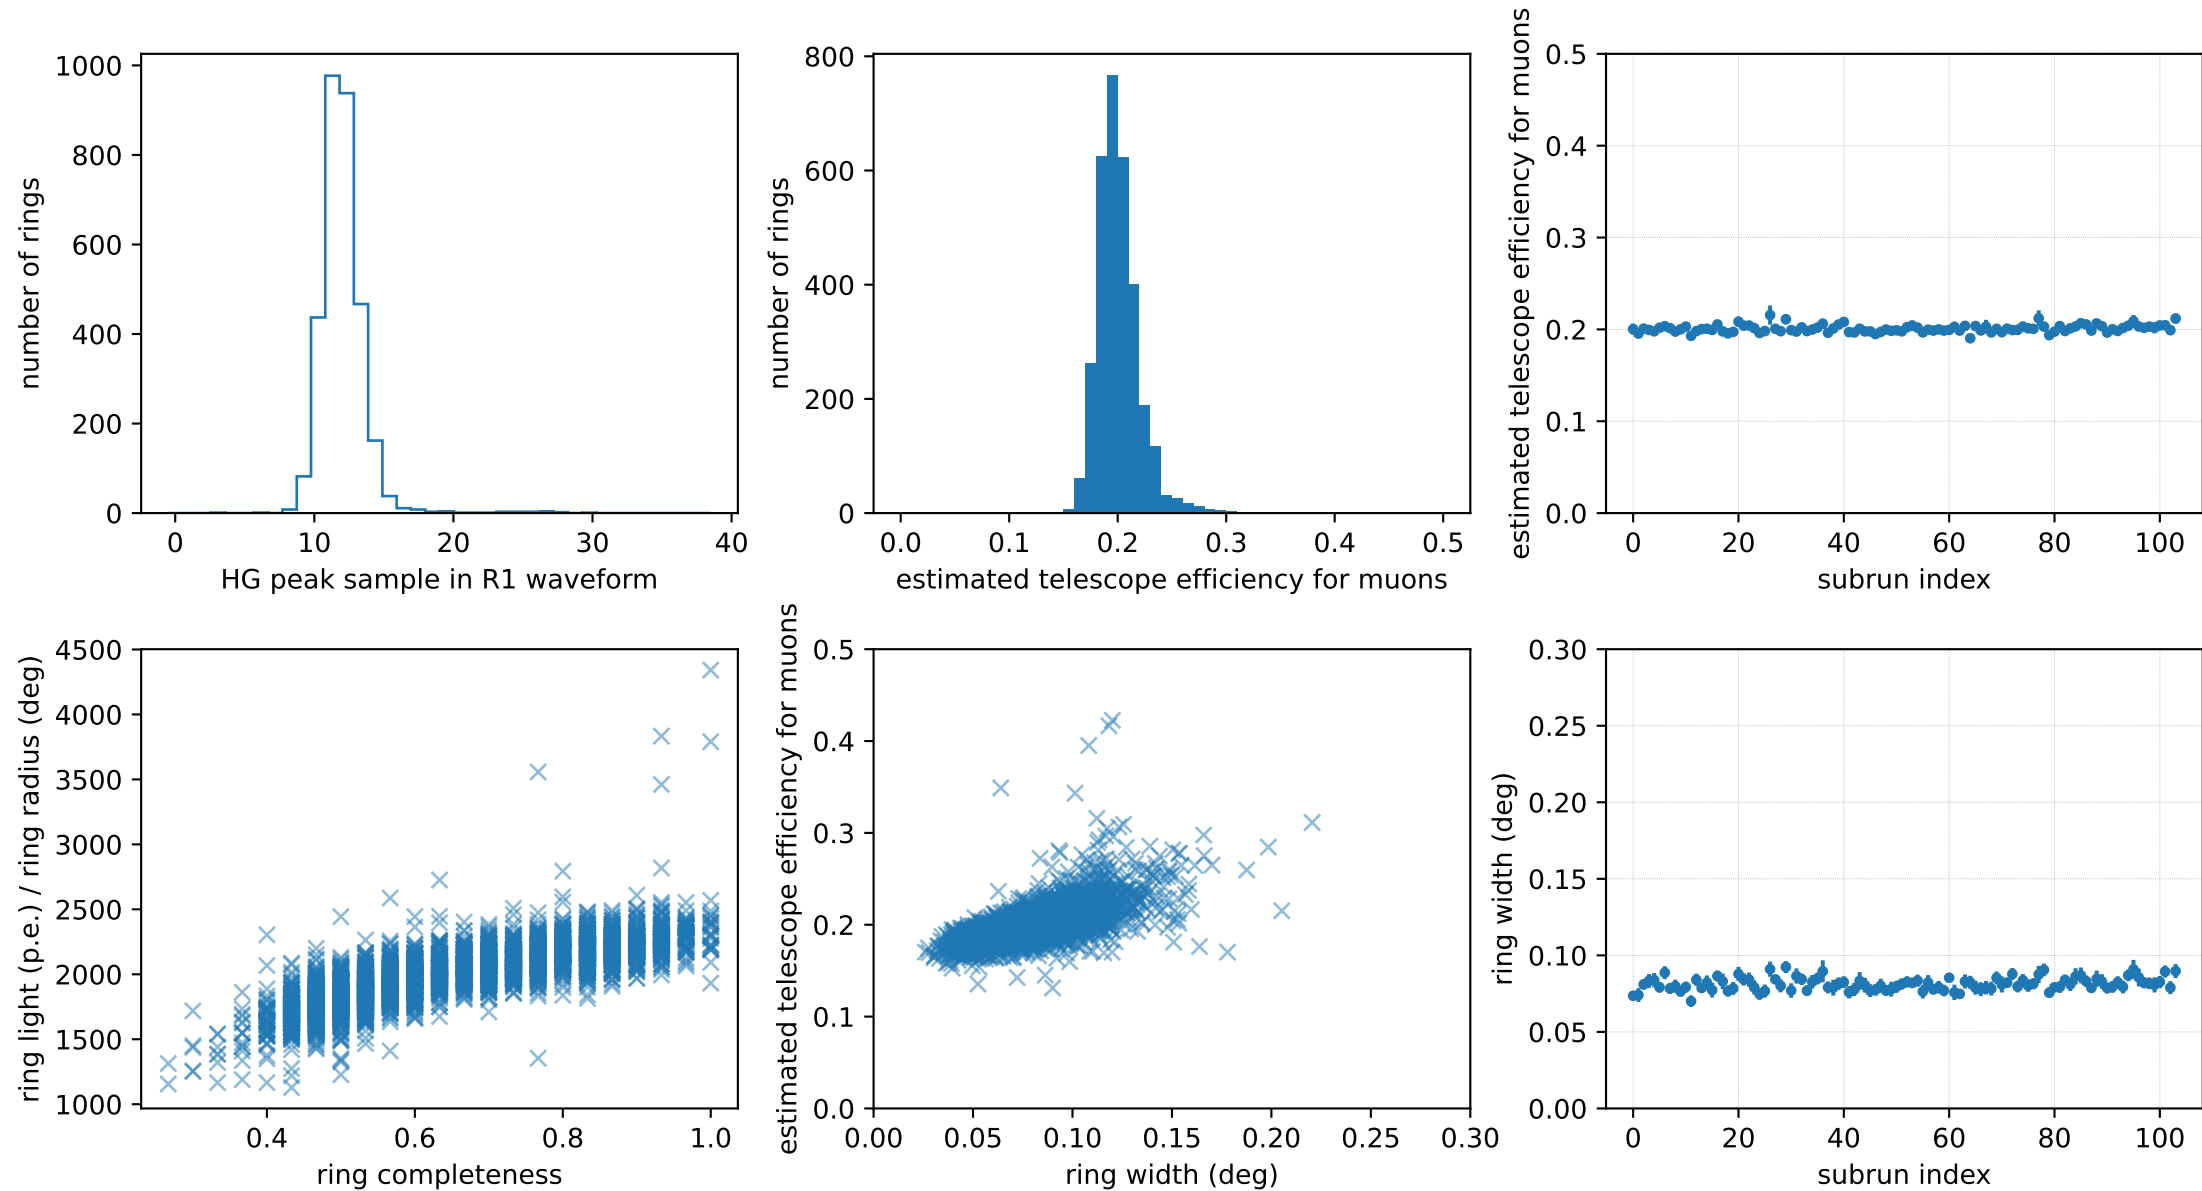 1000
800
600
400
200
0
number of rings
0 10 20 30 40
HG peak sample in R1 waveform
800
600
400
200
0
number of rings
0.0 0.1 0.2 0.3 0.4 0.5
estimated telescope efficiency for muons
0.5
0.4
0.3
0.2
0.1
0.0
estimated telescope efficiency for muons
0 20 40 60 80 100
subrun index
4500
4000
3500
3000
2500
2000
1500
1000
ring light (p.e.) / ring radius (deg)
0.4 0.6 0.8 1.0
ring completeness
0.5
0.4
0.3
0.2
0.1
0.0
estimated telescope efficiency for muons
0.00 0.05 0.10 0.15 0.20 0.25 0.30
ring width (deg)
0.30
0.25
0.20
0.15
0.10
0.05
0.00
ring width (deg)
0 20 40 60 80 100
subrun index